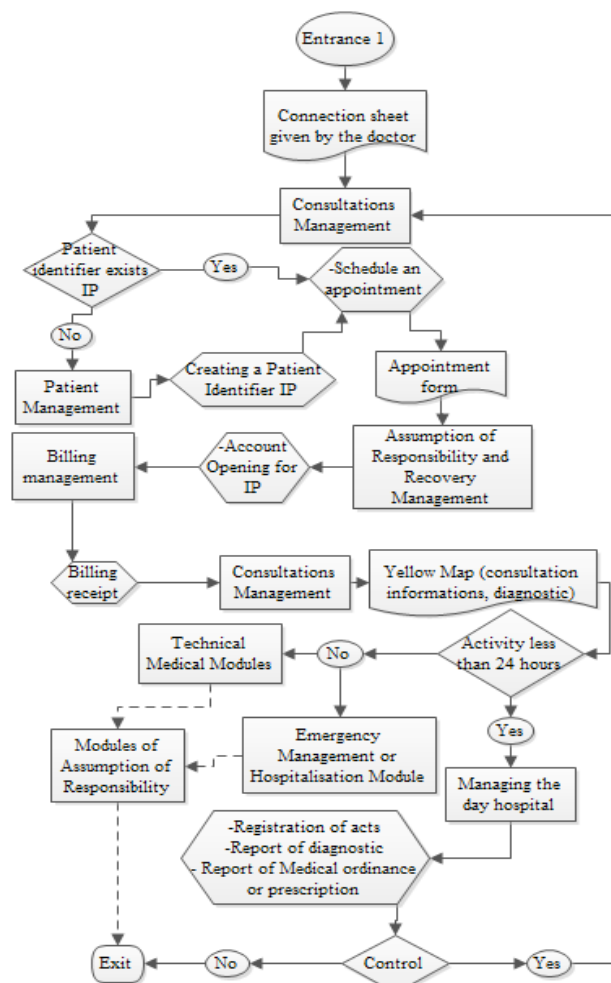 Entrance 1
Connection sheet
given by the doctor
Consultations
Management
Patient
identifier exists
IP
Yes
-Schedule an
appointment
No
Patient
Management
Creating a Patient
Identifier IP
Appointment
form
Billing
management
-Account
Opening for
IP
Assumption of
Responsibility and
Recovery
Management
Billing
receipt
Consultations
Management
Yellow Map (consultation
informations, diagnostic)
Technical
Medical Modules
No
Activity less
than 24 hours
Yes
Modules of
Assumption of
Responsibility
Emergency
Management or
Hospitalisation Module
Managing the
day hospital
-Registration of acts
-Report of diagnostic
- Report of Medical ordinance
or prescription
Exit
No
Control
Yes